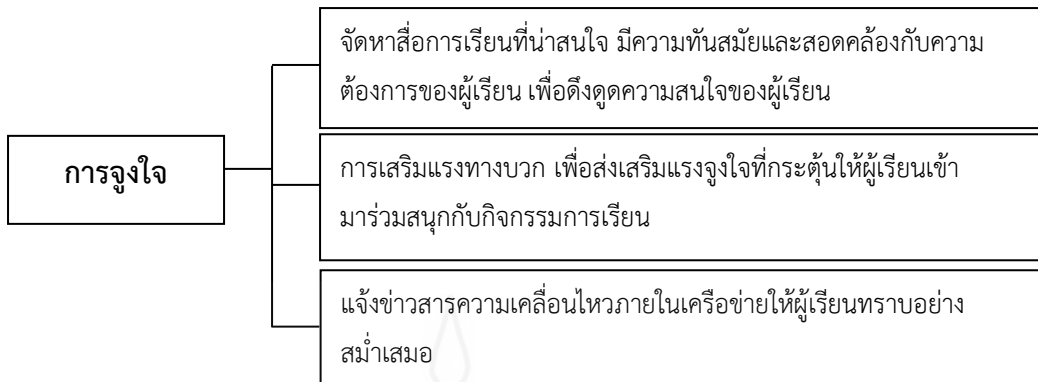 จัดหาสื่อการเรียนที่น่าสนใจ มีความทันสมัยและสอดคล้องกับความ
ต้องการของผู้เรียน เพื่อดึงดูดความสนใจของผู้เรียน
การจูงใจ
การเสริมแรงทางบวก เพื่อส่งเสริมแรงจูงใจที่กระตุ้นให้ผู้เรียนเข้า
มาร่วมสนุกกับกิจกรรมการเรียน
แจ้งข่าวสารความเคลื่อนไหวภายในเครือข่ายให้ผู้เรียนทราบอย่าง
สม่ำเสมอ